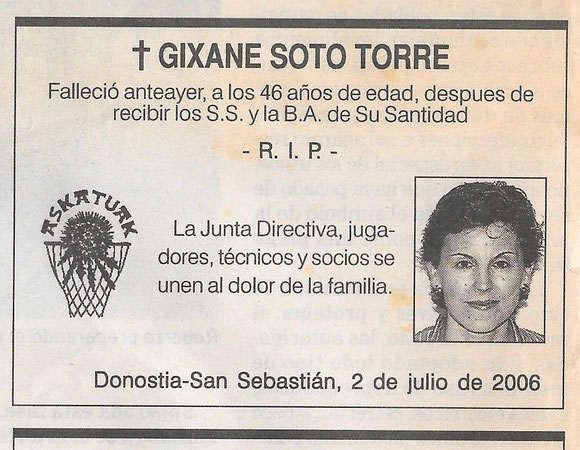 † GIXANE SOTO TORRE
Falleció anteayer, a los 46 años de edad, despues de
recibir los S.S. y la B.A. de Su Santidad
- R. I. P. -
ASKATUAK
La Junta Directiva, juga-
dores, técnicos y socios se
unen al dolor de la familia.
Donostia-San Sebastián, 2 de julio de 2006